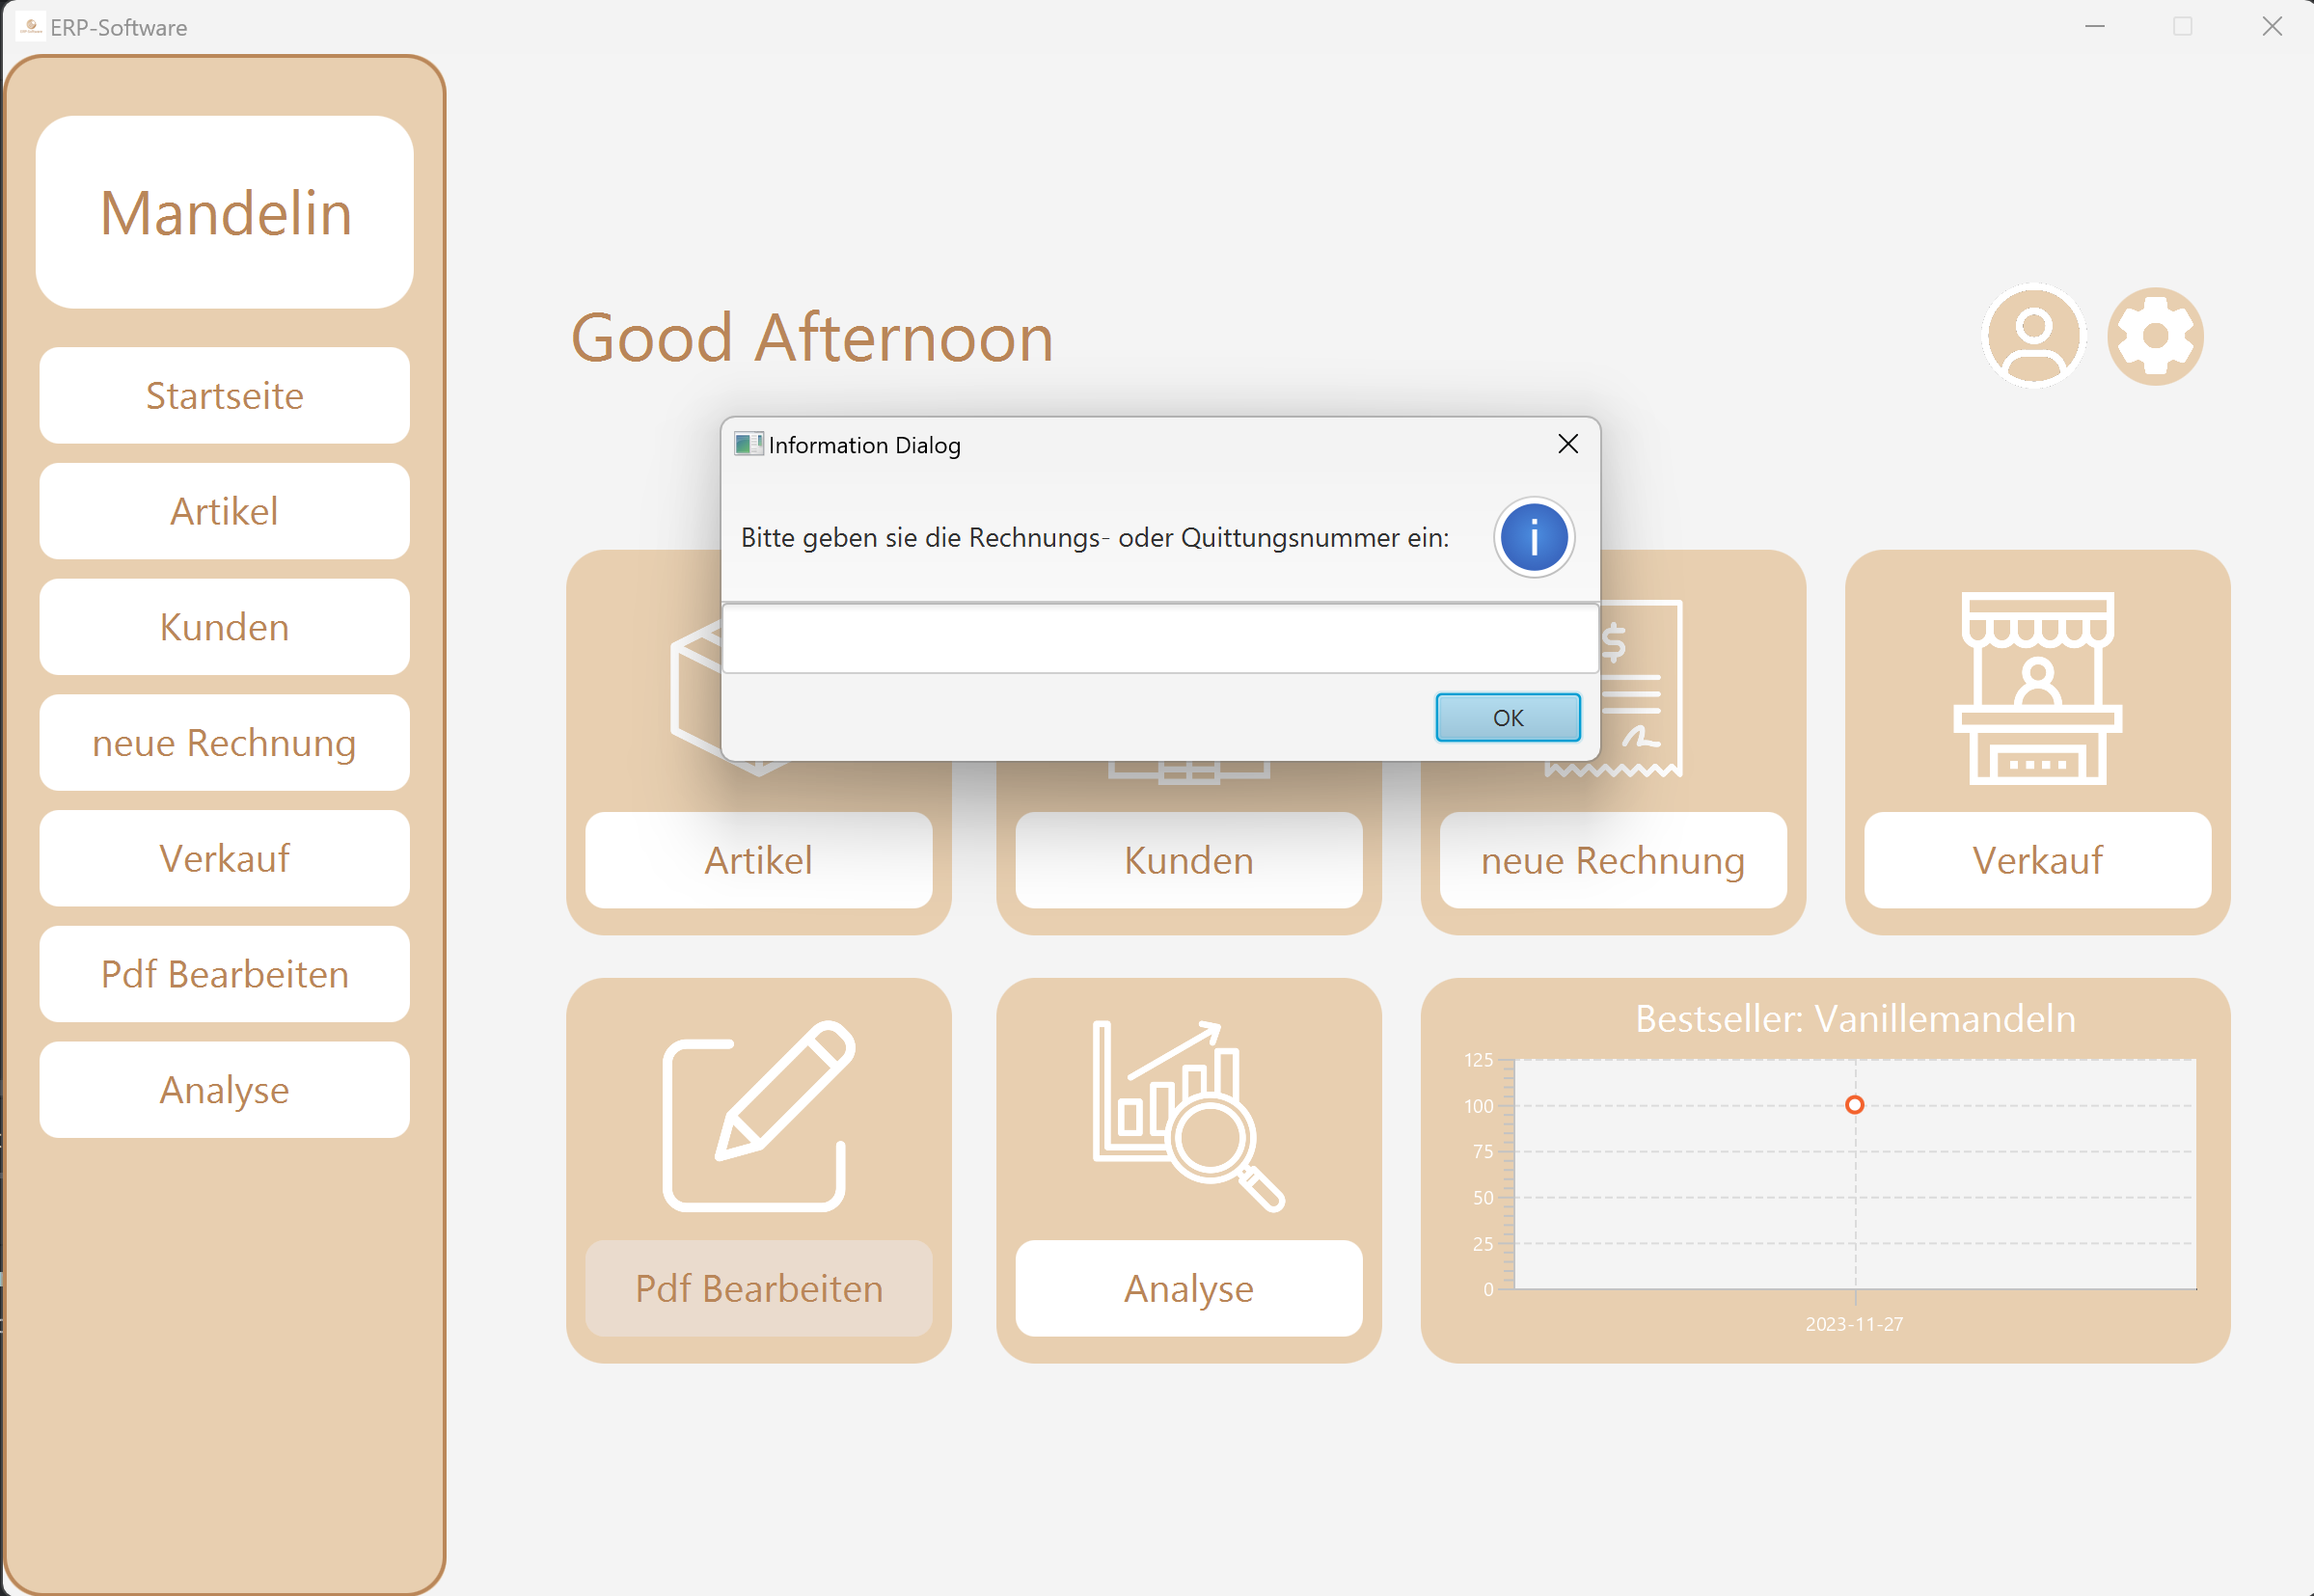 ERP-Software
Mandelin
Startseite
Artikel
Kunden
neue Rechnung
Verkauf
Pdf Bearbeiten
Analyse
Good Afternoon
Information Dialog
Bitte geben sie die Rechnungs- oder Quittungsnummer ein:
i
OK
$
Artikel
Kunden
neue Rechnung
Verkauf
Pdf Bearbeiten
Analyse
Bestseller: Vanillemandeln
125
100
75
50
25
0
2023-11-27